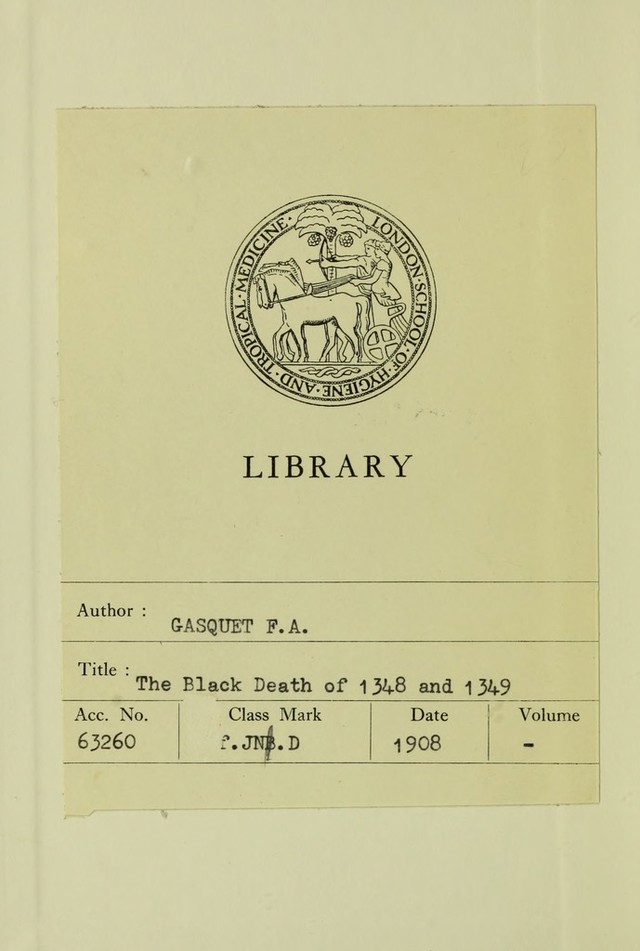 LONDON·SCHOOL·OF·HYGIENE·AND·TROPICAL·MEDICINE·
LIBRARY
Author :
GASQUET F.A.
Title :
The Black Death of 1348 and 1349
Acc. No. Class Mark Date Volume
63260 1908 -